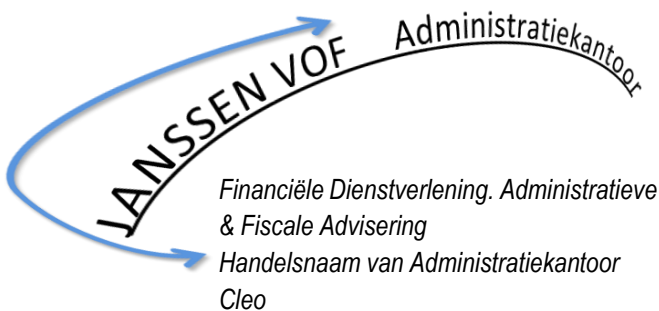 JANSSEN VOF Administratiekantoor
Financiële Dienstverlening. Administratieve
& Fiscale Advisering
Handelsnaam van Administratiekantoor
Cleo